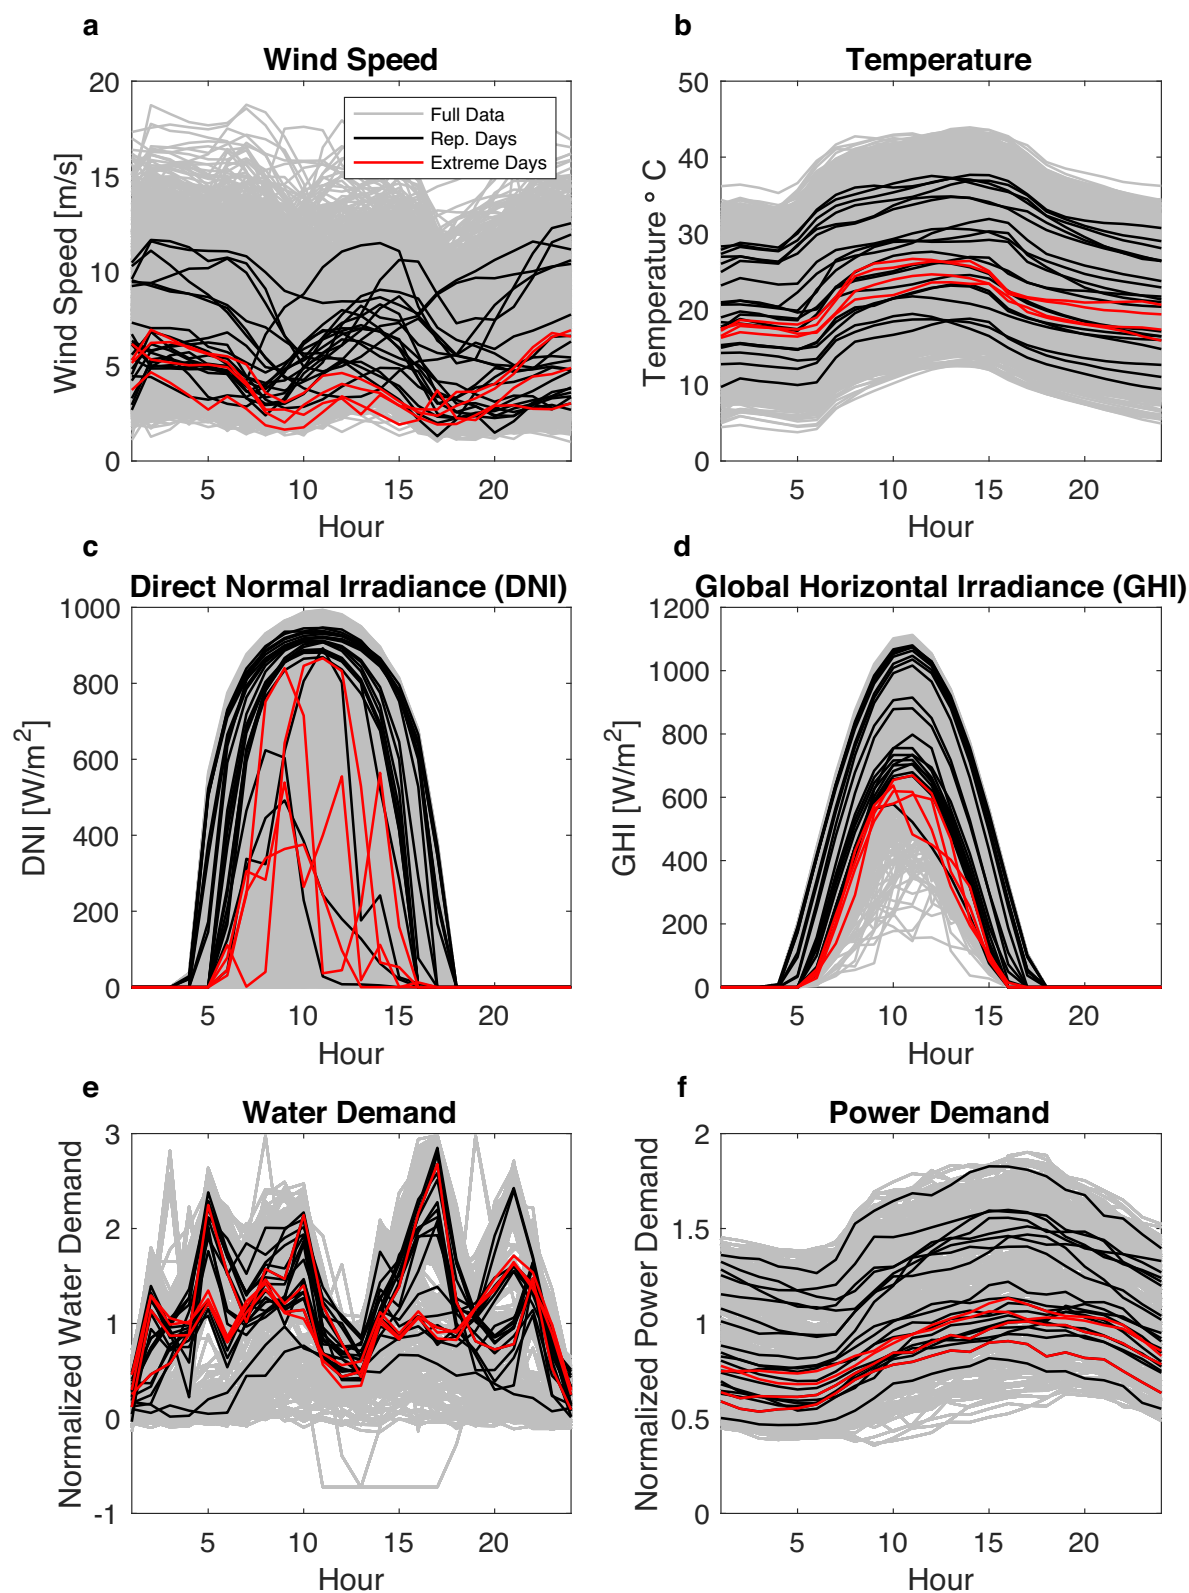 a
Wind Speed
20
15
10
5
0
Wind Speed [m/s]
Full Data
Rep. Days
Extreme Days
5 10 15 20
Hour
b
Temperature
50
40
30
20
10
0
Temperature ° C
5 10 15 20
Hour
c
Direct Normal Irradiance (DNI)
1000
800
600
400
200
0
DNI [W/m²]
5 10 15 20
Hour
d
Global Horizontal Irradiance (GHI)
1200
1000
800
600
400
200
0
GHI [W/m²]
5 10 15 20
Hour
e
Water Demand
3
2
1
0
-1
Normalized Water Demand
5 10 15 20
Hour
f
Power Demand
2
1.5
1
0.5
0
Normalized Power Demand
5 10 15 20
Hour